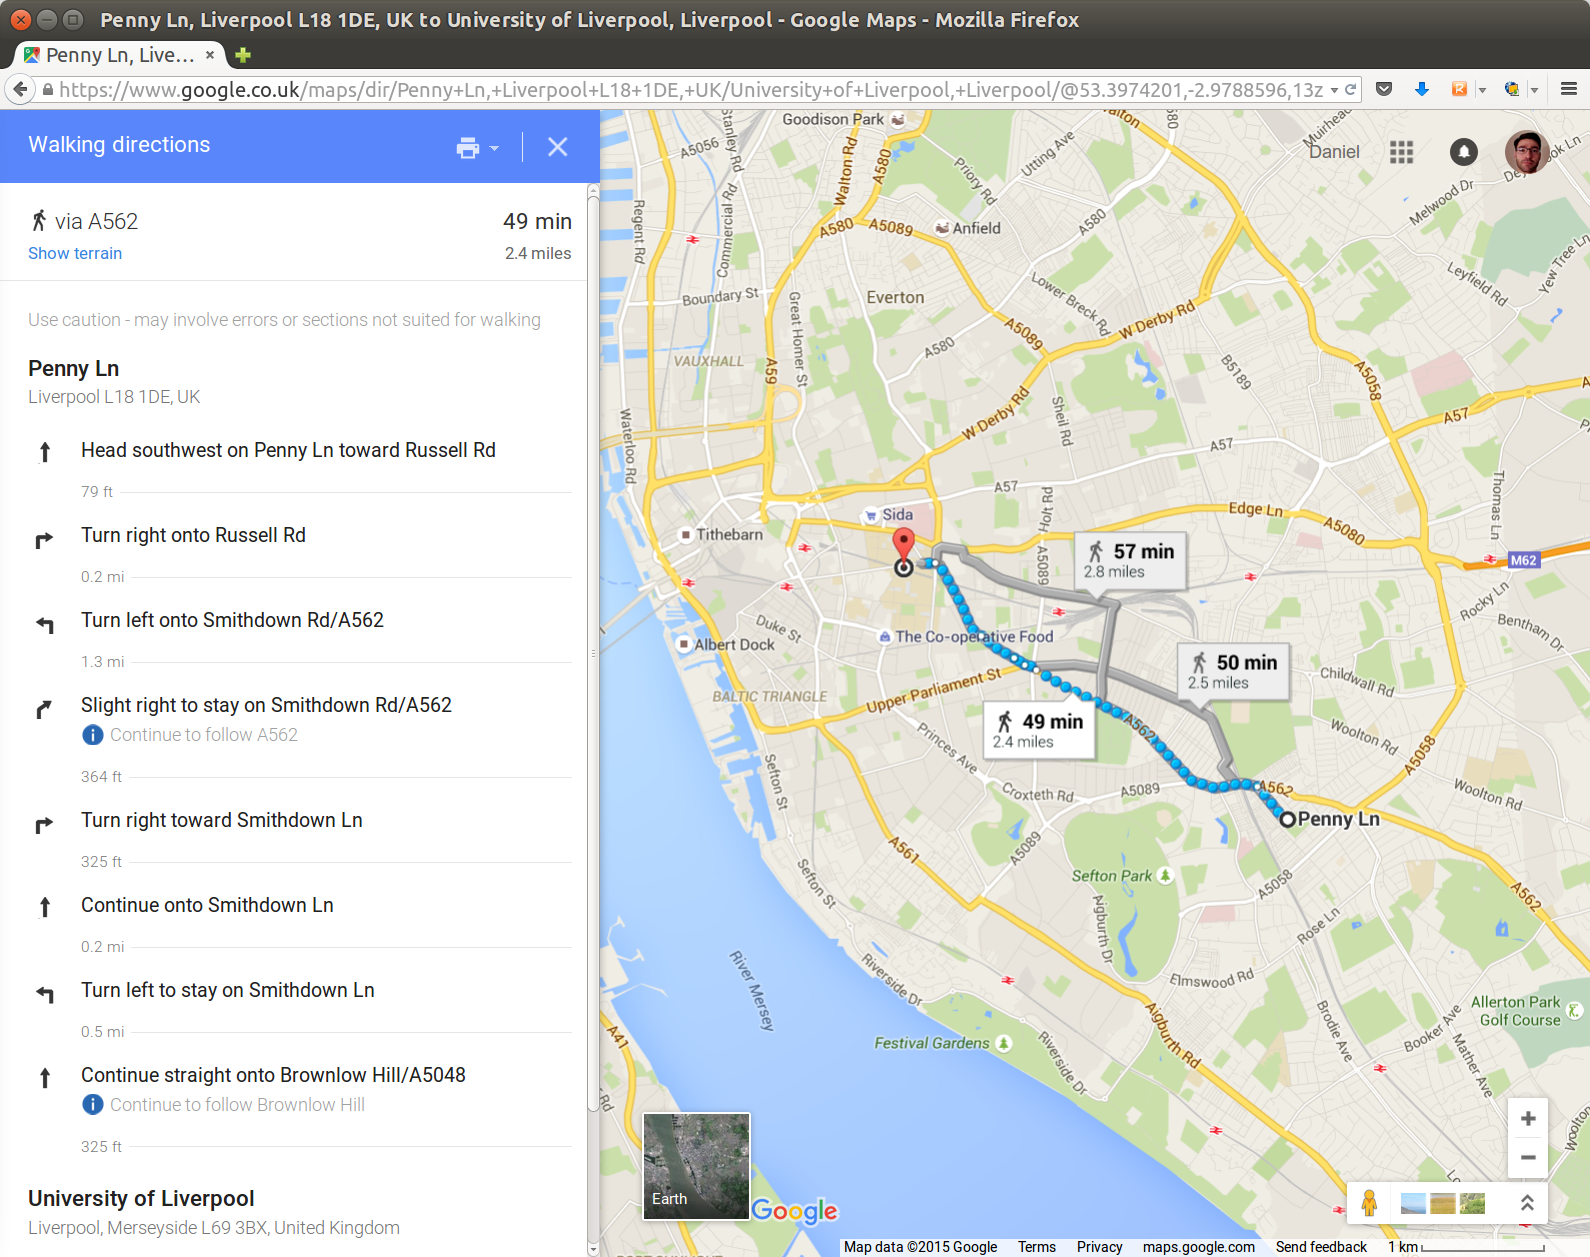 Penny Ln, Liverpool L18 1DE, UK to University of Liverpool, Liverpool - Google Maps - Mozilla Firefox
Penny Ln, Live...
https://www.google.co.uk/maps/dir/Penny+Ln,+Liverpool+L18+1DE,+UK/University+of+Liverpool,+Liverpool/@53.3974201,-2.9788596,13z
Walking directions
via A562
49 min
Show terrain
2.4 miles
Use caution - may involve errors or sections not suited for walking
Penny Ln
Liverpool L18 1DE, UK
Head southwest on Penny Ln toward Russell Rd
79 ft
Turn right onto Russell Rd
0.2 mi
Turn left onto Smithdown Rd/A562
1.3 mi
Slight right to stay on Smithdown Rd/A562
Continue to follow A562
364 ft
Turn right toward Smithdown Ln
325 ft
Continue onto Smithdown Ln
0.2 mi
Turn left to stay on Smithdown Ln
0.5 mi
Continue straight onto Brownlow Hill/A5048
Continue to follow Brownlow Hill
325 ft
University of Liverpool
Liverpool, Merseyside L69 3BX, United Kingdom
Goodison Park
Stanley Rd
A5056
Walton Rd
A580
Priory Rd
Utting Ave
A580
Walton
A580
Muirhead
Daniel
Melwood Dr
Regent Rd
Commercial Rd
A580
A5089
Anfield
Leyfield Rd
Yew Tree Ln
Boundary St
Great Homer St
Everton
Lower Breck Rd
A5089
W Derby Rd
VAUXHALL
A59
A580
B5189
A5058
A57
Waterloo Rd
W Derby Rd
Sheil Rd
A57
A57
Thomas Ln
Holt Rd
Edge Ln
A5080
Sida
Tithebarn
A5089
57 min
2.8 miles
M62
Rocky Ln
Bentham Dr
Duke St
The Co-operative Food
Albert Dock
50 min
2.5 miles
Childwall Rd
BALTIC TRIANGLE
Upper Parliament St
49 min
2.4 miles
A562
Princes Ave
Woolton Rd
A5058
Sefton St
Croxteth Rd
A5089
A562
Woolton Rd
Penny Ln
A561
A5089
Sefton Park
A5058
A562
Sefton St
Aigburth Dr
Rose Ln
River Mersey
Riverside Dr
Elmswood Rd
Allerton Park
Golf Course
A41
Festival Gardens
Riverside Dr
Aigburth Rd
Brodie Ave
Booker Ave
Mather Ave
Rd
Earth
Google
Map data ©2015 Google
Terms
Privacy
maps.google.com
Send feedback
1 km